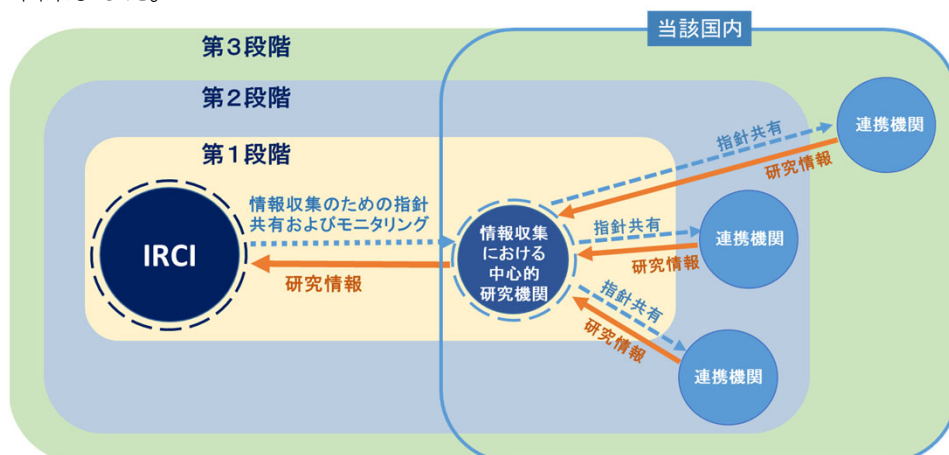 当該国内
第3段階
第2段階
第1段階
IRCI
情報収集のための指針
共有およびモニタリング
研究情報
情報収集
における
中心的
研究機関
指針共有
研究情報
連携機関
指針共有
研究情報
連携機関
指針共有
研究情報
連携機関